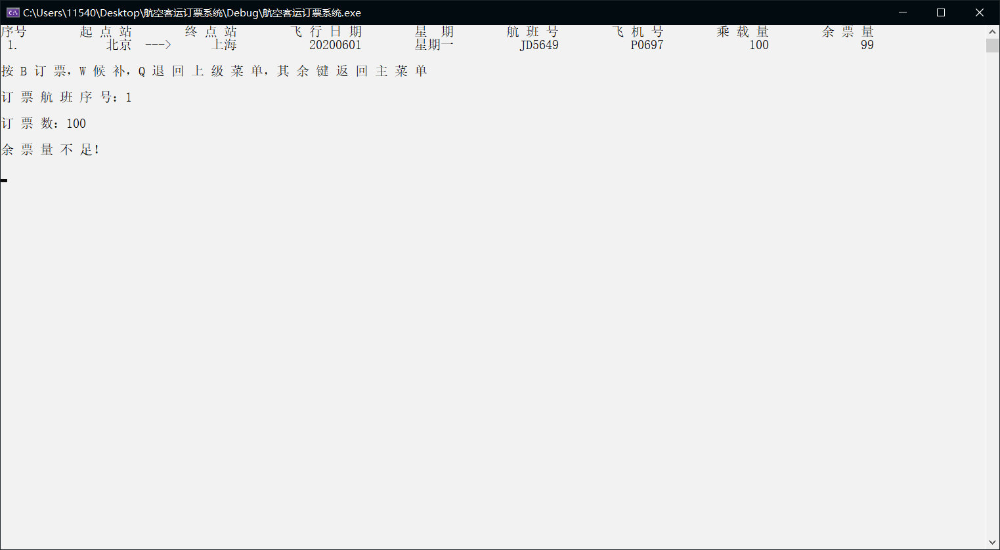 C:\Users\11540\Desktop\航空客运订票系统\Debug\航空客运订票系统.exe
序号 起 点 站 终 点 站 飞 行 日 期 星 期 航 班 号 飞 机 号 乘 载 量 余 票 量
1. 北京 ---> 上海 20200601 星期一 JD5649 P0697 100 99
按 B 订 票，W 候 补，Q 退 回 上 级 菜 单，其 余 键 返 回 主 菜 单
订 票 航 班 序 号：1
订 票 数：100
余 票 量 不 足！